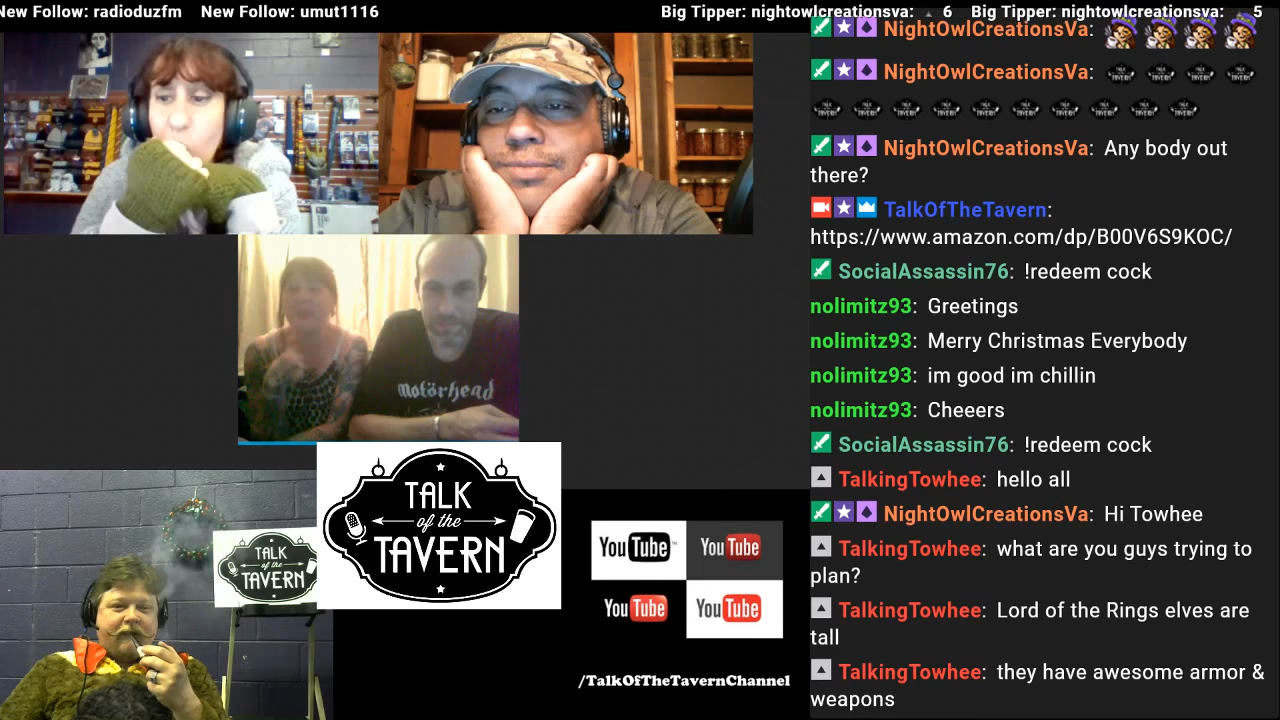 New Follow: radioduzfm New Follow: umut1116
Big Tipper: nightowlcreationsva: 6 Big Tipper: nightowlcreationsva: 5
NightOwlCreationsVa:
NightOwlCreationsVa:
NightOwlCreationsVa: Any body out
there?
TalkOfTheTavern:
https://www.amazon.com/dp/B00V6S9KOC/
SocialAssassin76: !redeem cock
nolimitz93: Greetings
nolimitz93: Merry Christmas Everybody
nolimitz93: im good im chillin
nolimitz93: Cheeers
SocialAssassin76: !redeem cock
TalkingTowhee: hello all
NightOwlCreationsVa: Hi Towhee
TalkingTowhee: what are you guys trying to
plan?
TalkingTowhee: Lord of the Rings elves are
tall
TalkingTowhee: they have awesome armor &
weapons
motörhead
TALK
of the
TAVERN
TALK
of the
TAVERN
YouTube™ YouTube
YouTube YouTube
/TalkOfTheTavernChannel